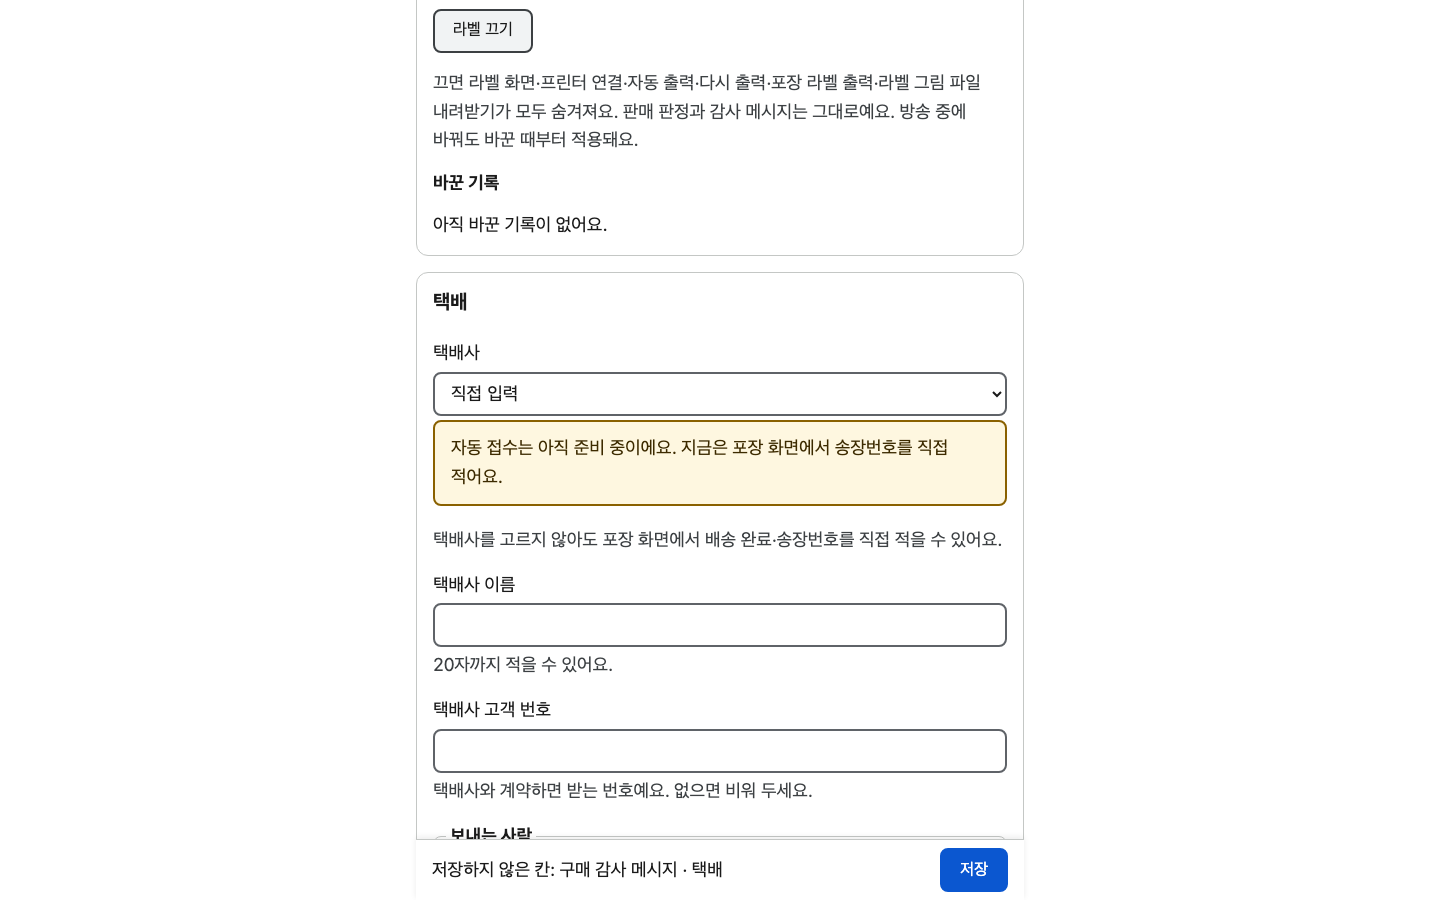 라벨 끄기
끄면 라벨 화면·프린터 연결·자동 출력·다시 출력·포장 라벨 출력·라벨 그림 파일
내려받기가 모두 숨겨져요. 판매 판정과 감사 메시지는 그대로예요. 방송 중에
바꿔도 바꾼 때부터 적용돼요.
바꾼 기록
아직 바꾼 기록이 없어요.
택배
택배사
직접 입력
자동 접수는 아직 준비 중이에요. 지금은 포장 화면에서 송장번호를 직접
적어요.
택배사를 고르지 않아도 포장 화면에서 배송 완료·송장번호를 직접 적을 수 있어요.
택배사 이름
20자까지 적을 수 있어요.
택배사 고객 번호
택배사와 계약하면 받는 번호예요. 없으면 비워 두세요.
보내는 사람
저장하지 않은 칸: 구매 감사 메시지 · 택배
저장